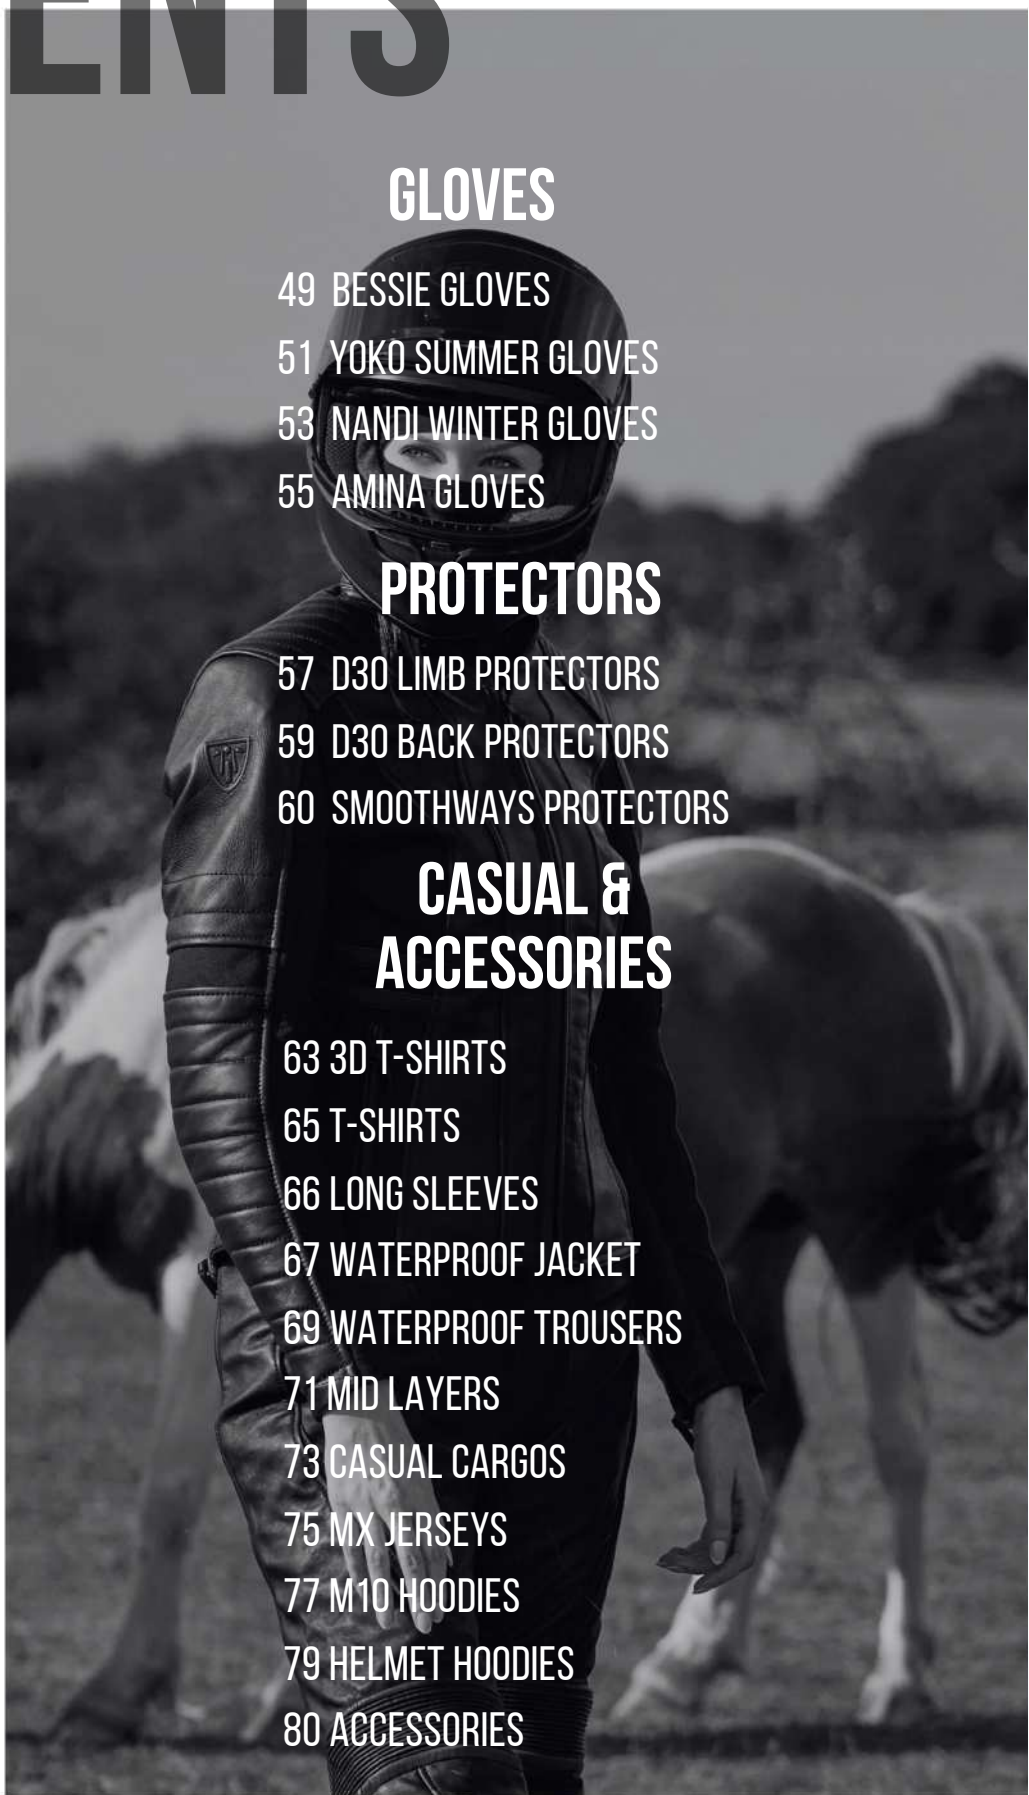 ENTS
GLOVES
49 BESSIE GLOVES
51 YOKO SUMMER GLOVES
53 NANDI WINTER GLOVES
55 AMINA GLOVES
PROTECTORS
57 D30 LIMB PROTECTORS
59 D30 BACK PROTECTORS
60 SMOOTHWAYS PROTECTORS
CASUAL &
ACCESSORIES
63 3D T-SHIRTS
65 T-SHIRTS
66 LONG SLEEVES
67 WATERPROOF JACKET
69 WATERPROOF TROUSERS
71 MID LAYERS
73 CASUAL CARGOS
75 MX JERSEYS
77 M10 HOODIES
79 HELMET HOODIES
80 ACCESSORIES